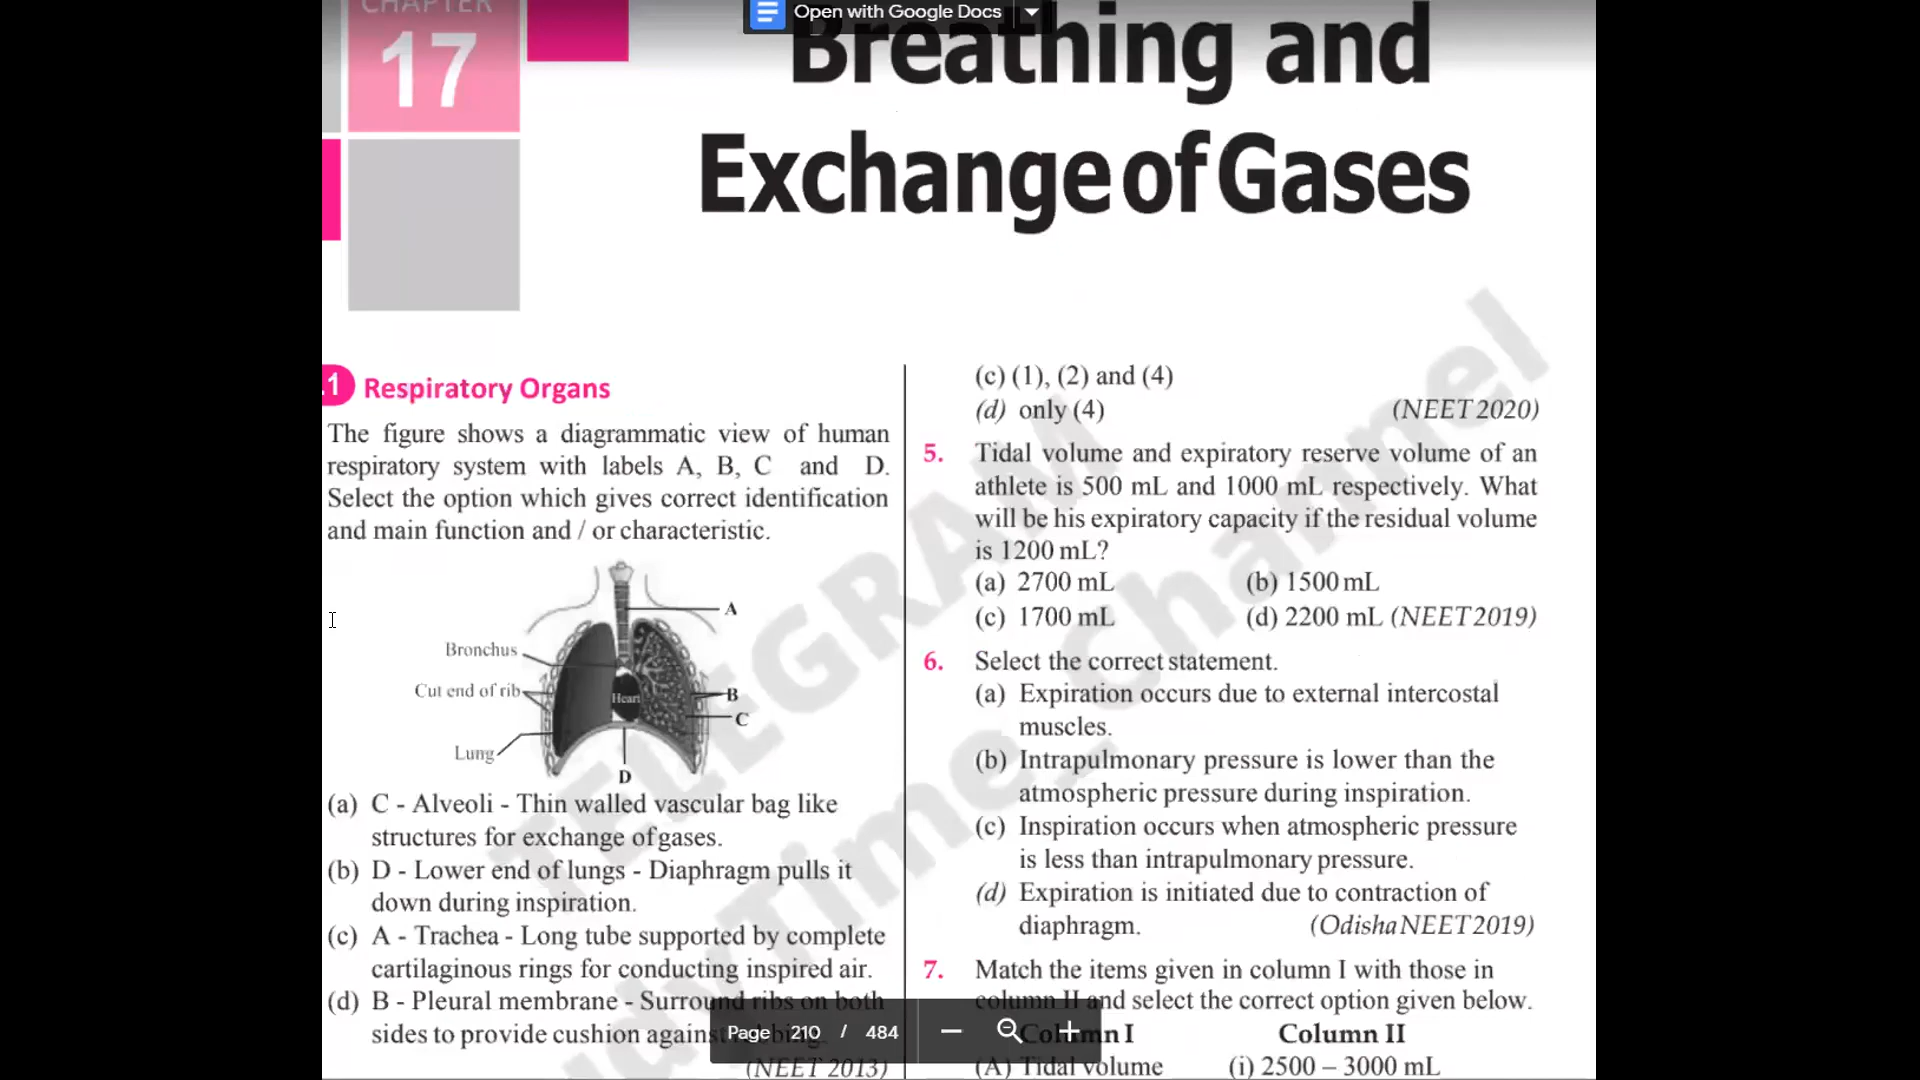 CHAPTER
17
Open with Google Docs
Breathing and
Exchange of Gases
.1 Respiratory Organs
The figure shows a diagrammatic view of human
respiratory system with labels A, B, C and D.
Select the option which gives correct identification
and main function and / or characteristic.
A
Bronchus
Cut end of rib
Heart
B
C
Lung
D
(a) C - Alveoli - Thin walled vascular bag like
structures for exchange of gases.
(b) D - Lower end of lungs - Diaphragm pulls it
down during inspiration.
(c) A - Trachea - Long tube supported by complete
cartilaginous rings for conducting inspired air.
(d) B - Pleural membrane - Surround ribs on both
sides to provide cushion against rubbing.
(NEET 2013)
(c) (1), (2) and (4)
(d) only (4) (NEET 2020)
5. Tidal volume and expiratory reserve volume of an
athlete is 500 mL and 1000 mL respectively. What
will be his expiratory capacity if the residual volume
is 1200 mL?
(a) 2700 mL (b) 1500 mL
(c) 1700 mL (d) 2200 mL (NEET 2019)
6. Select the correct statement.
(a) Expiration occurs due to external intercostal
muscles.
(b) Intrapulmonary pressure is lower than the
atmospheric pressure during inspiration.
(c) Inspiration occurs when atmospheric pressure
is less than intrapulmonary pressure.
(d) Expiration is initiated due to contraction of
diaphragm. (Odisha NEET 2019)
7. Match the items given in column I with those in
column II and select the correct option given below.
Column I Column II
(A) Tidal volume (i) 2500 – 3000 mL
Page 210 / 484
TELEGRAM
udyTime_Channel